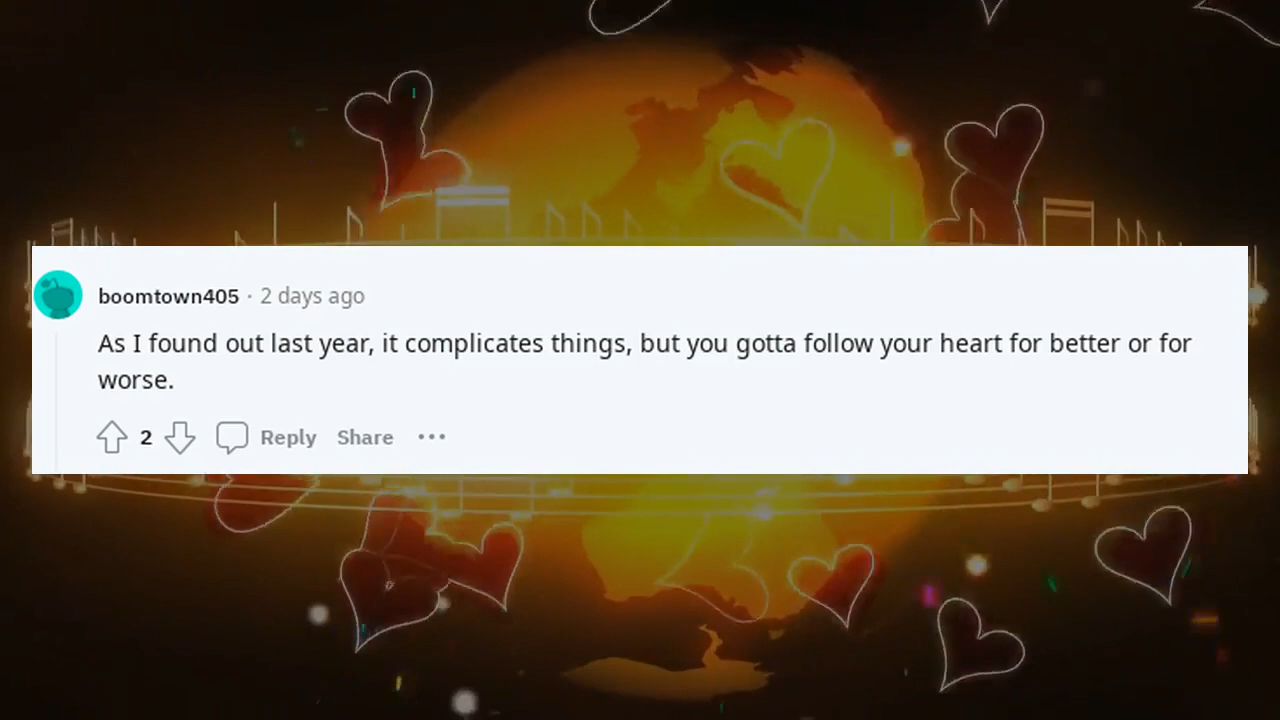 boomtown405 · 2 days ago
As I found out last year, it complicates things, but you gotta follow your heart for better or for
worse.
2 Reply Share •••